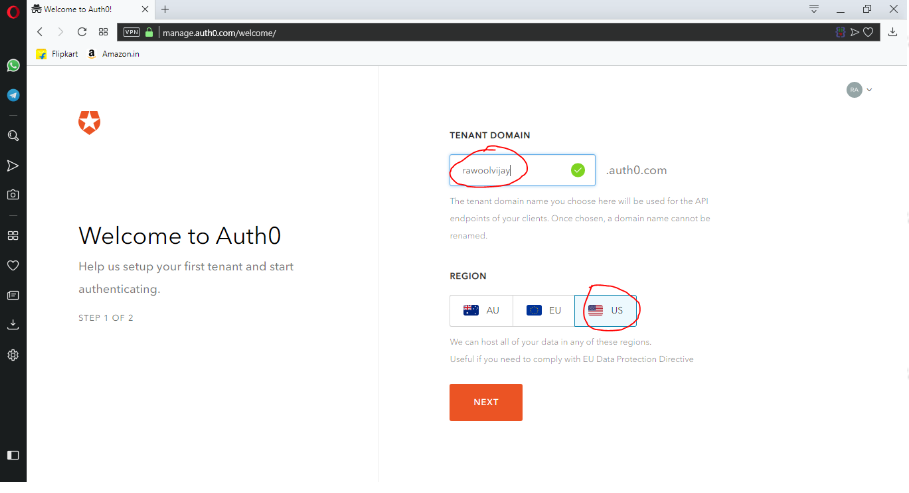 Welcome to Auth0!
VPN
manage.auth0.com/welcome/
Flipkart
Amazon.in
RA
TENANT DOMAIN
rawoolvijay
.auth0.com
The tenant domain name you choose here will be used for the API
endpoints of your clients. Once chosen, a domain name cannot be
renamed.
Welcome to Auth0
Help us setup your first tenant and start
authenticating.
STEP 1 OF 2
REGION
AU
EU
US
We can host all of your data in any of these regions.
Useful if you need to comply with EU Data Protection Directive
NEXT